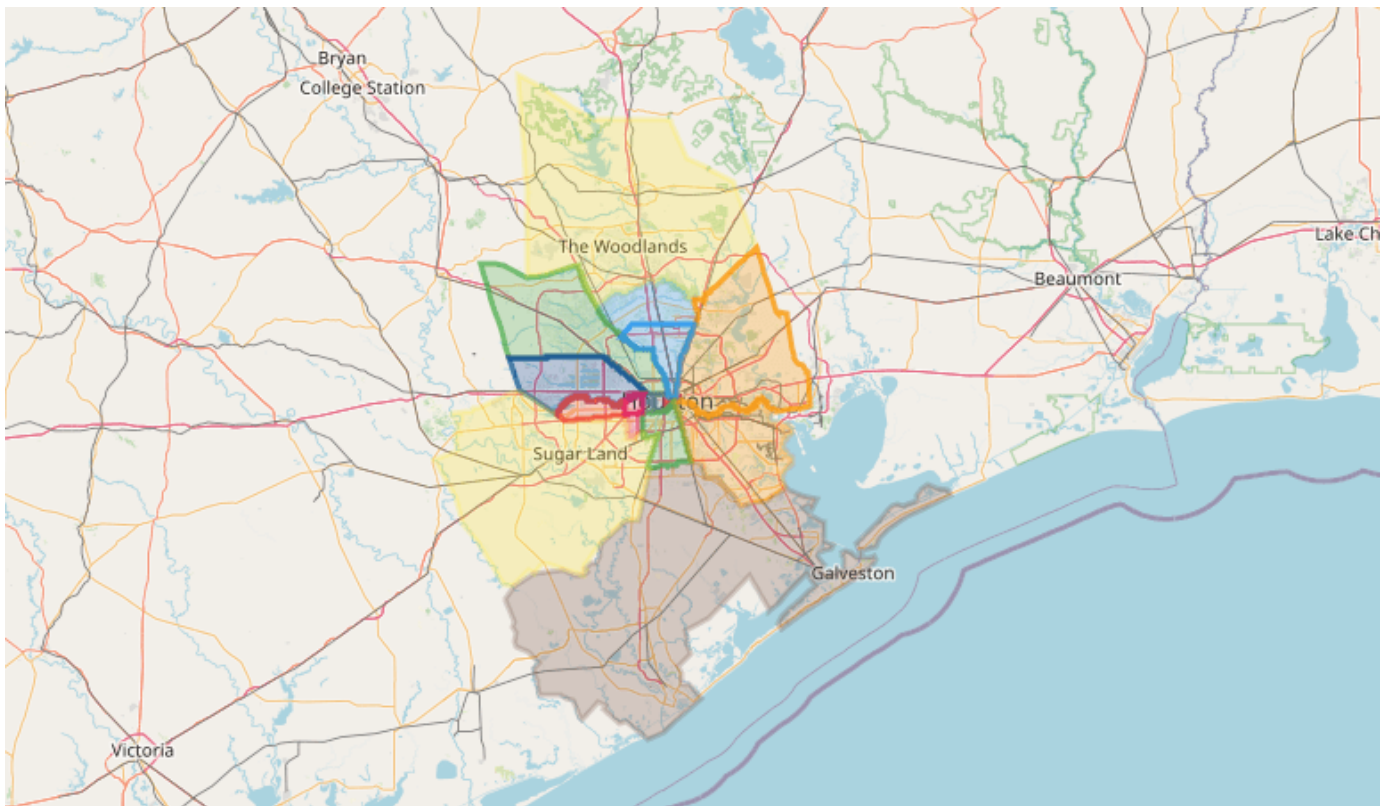 Bryan
College Station
The Woodlands
Lake Ch
Beaumont
Houston
Sugar Land
Galveston
Victoria